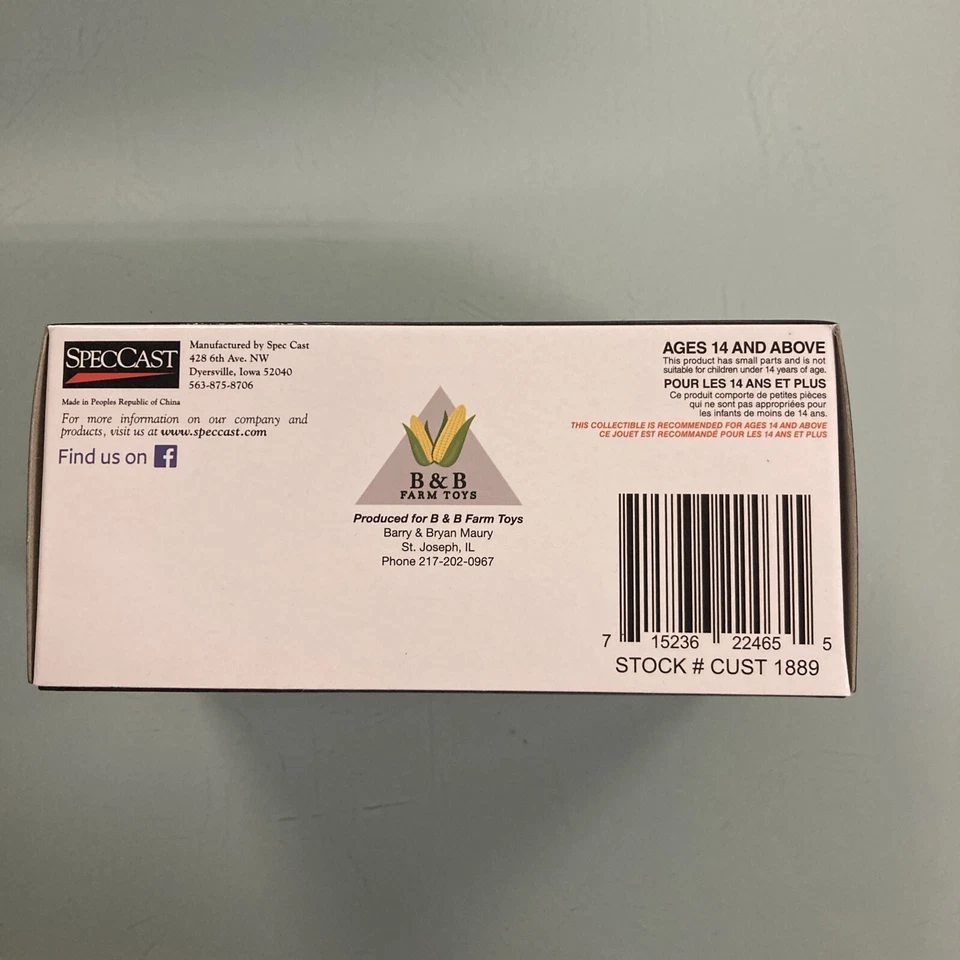 SPECCAST
Manufactured by Spec Cast
428 6th Ave. NW
Dyersville, Iowa 52040
563-875-8706
Made in Peoples Republic of China
For more information on our company and
products, visit us at www.speccast.com
Find us on f
B & B
FARM TOYS
Produced for B & B Farm Toys
Barry & Bryan Maury
St. Joseph, IL
Phone 217-202-0967
AGES 14 AND ABOVE
This product has small parts and is not
suitable for children under 14 years of age.
POUR LES 14 ANS ET PLUS
Ce produit comporte de petites pièces
qui ne sont pas appropriées pour
les infants de moins de 14 ans.
THIS COLLECTIBLE IS RECOMMENDED FOR AGES 14 AND ABOVE
CE JOUET EST RECOMMANDÉ POUR LES 14 ANS ET PLUS
7 15236 22465 5
STOCK # CUST 1889